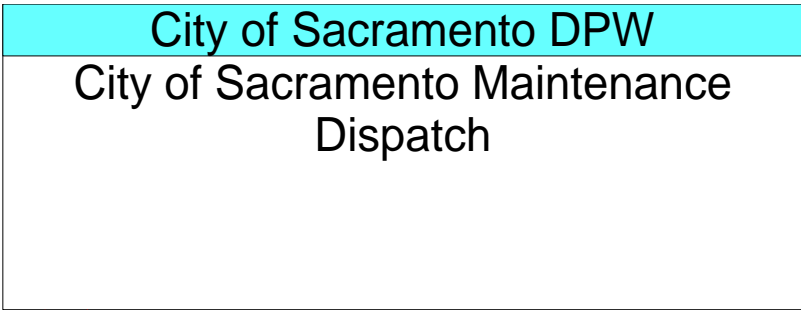 City of Sacramento DPW
City of Sacramento Maintenance
Dispatch